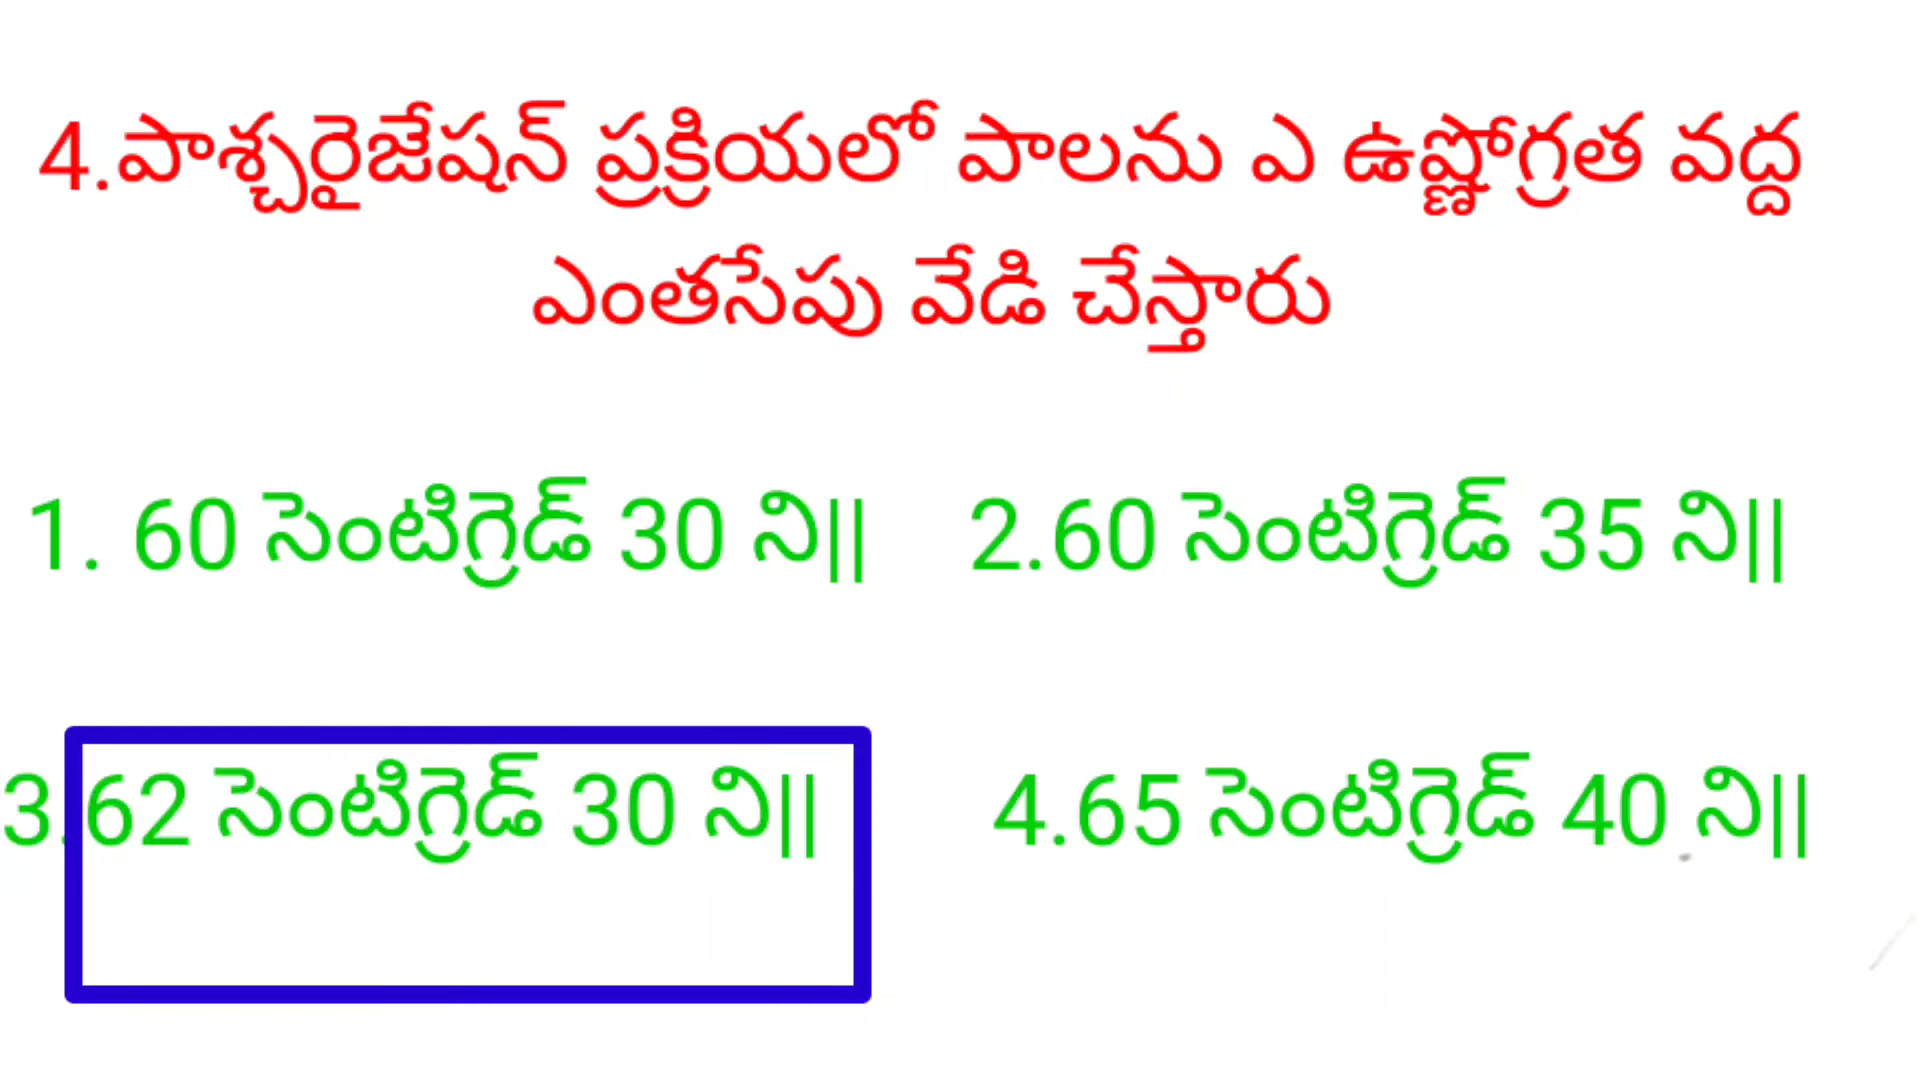 4.పాశ్చరైజేషన్ ప్రక్రియలో పాలను ఎ ఉష్ణోగ్రత వద్ద
ఎంతసేపు వేడి చేస్తారు
1. 60 సెంటిగ్రెడ్ 30 ని|| 2.60 సెంటిగ్రెడ్ 35 ని||
3.62 సెంటిగ్రెడ్ 30 ని|| 4.65 సెంటిగ్రెడ్ 40 ని||